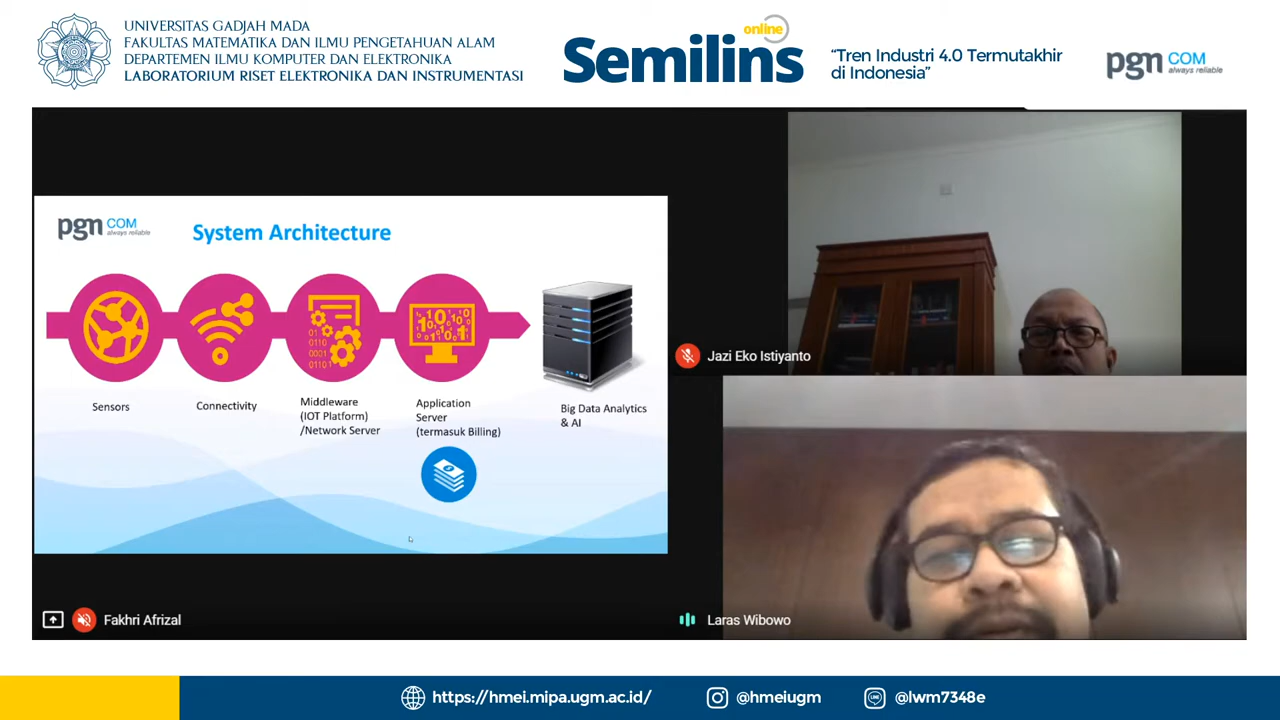 UNIVERSITAS GADJAH MADA
FAKULTAS MATEMATIKA DAN ILMU PENGETAHUAN ALAM
DEPARTEMEN ILMU KOMPUTER DAN ELEKTRONIKA
LABORATORIUM RISET ELEKTRONIKA DAN INSTRUMENTASI
online
Semilins
“Tren Industri 4.0 Termutakhir
di Indonesia”
pgn COM
always reliable
pgn COM
always reliable
System Architecture
Sensors
Connectivity
Middleware
(IOT Platform)
/Network Server
Application
Server
(termasuk Billing)
Big Data Analytics
& AI
Jazi Eko Istiyanto
Fakhri Afrizal
Laras Wibowo
https://hmei.mipa.ugm.ac.id/
@hmeiugm
@lwm7348e